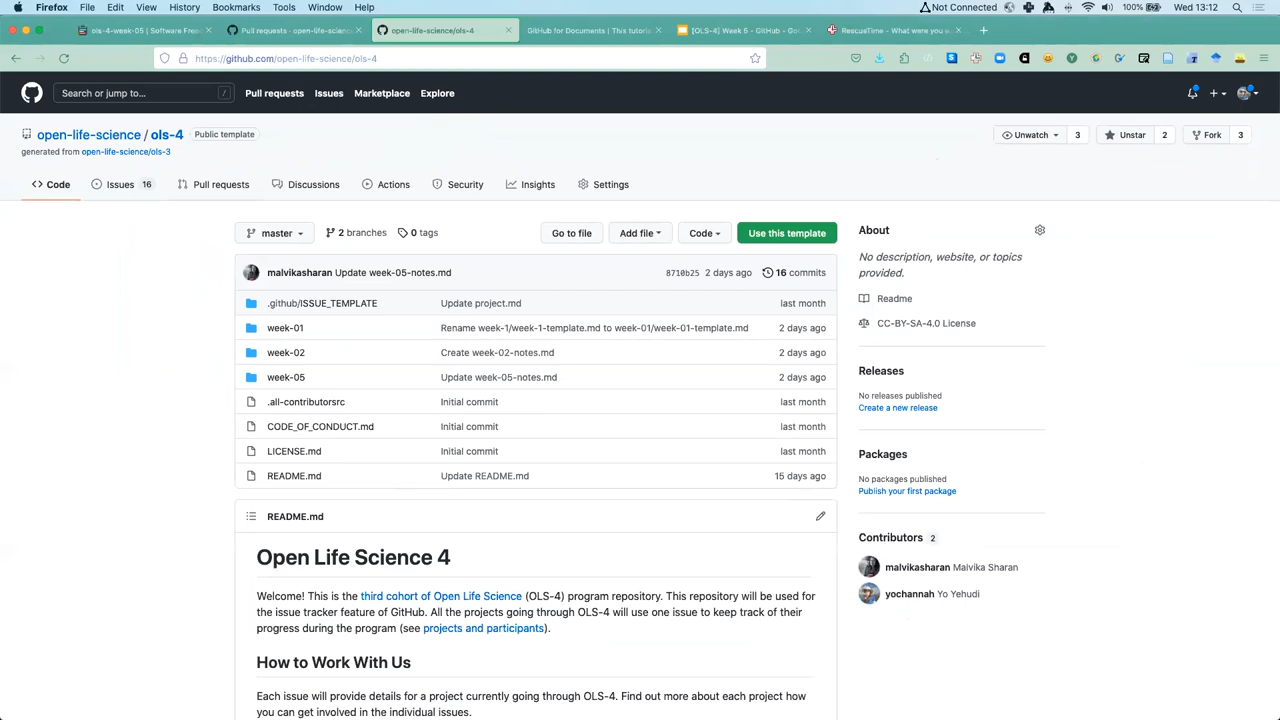 Firefox File Edit View History Bookmarks Tools Window Help Not Connected 100% Wed 13:12
ols-4-week-05 | Software Free Pull requests · open-life-science open-life-science/ols-4 GitHub for Documents | This tutoria [OLS-4] Week 5 - GitHub - Goo RescueTime - What were you
https://github.com/open-life-science/ols-4
Search or jump to... / Pull requests Issues Marketplace Explore
open-life-science / ols-4 Public template Unwatch 3 Unstar 2 Fork 3
generated from open-life-science/ols-3
Code Issues 16 Pull requests Discussions Actions Security Insights Settings
master 2 branches 0 tags Go to file Add file Code Use this template
malvikasharan Update week-05-notes.md 8710b25 2 days ago 16 commits
.github/ISSUE_TEMPLATE Update project.md last month
week-01 Rename week-1/week-1-template.md to week-01/week-01-template.md 2 days ago
week-02 Create week-02-notes.md 2 days ago
week-05 Update week-05-notes.md 2 days ago
.all-contributorsrc Initial commit last month
CODE_OF_CONDUCT.md Initial commit last month
LICENSE.md Initial commit last month
README.md Update README.md 15 days ago
README.md
Open Life Science 4
Welcome! This is the third cohort of Open Life Science (OLS-4) program repository. This repository will be used for
the issue tracker feature of GitHub. All the projects going through OLS-4 will use one issue to keep track of their
progress during the program (see projects and participants).
How to Work With Us
Each issue will provide details for a project currently going through OLS-4. Find out more about each project how
you can get involved in the individual issues.
About
No description, website, or topics
provided.
Readme
CC-BY-SA-4.0 License
Releases
No releases published
Create a new release
Packages
No packages published
Publish your first package
Contributors 2
malvikasharan Malvika Sharan
yochannah Yo Yehudi